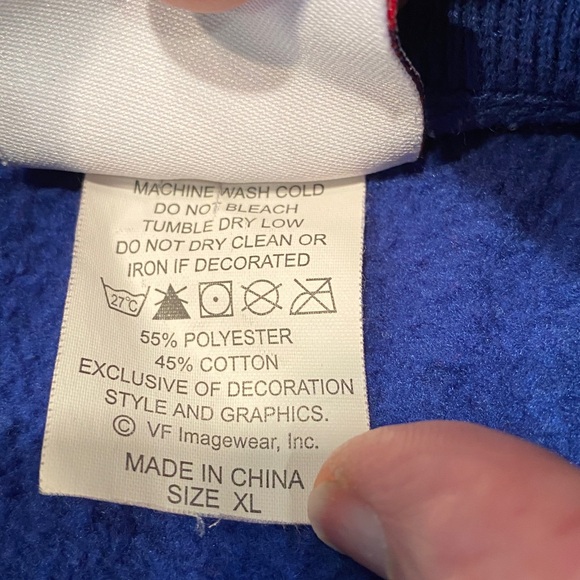 MACHINE WASH COLD
DO NOT BLEACH
TUMBLE DRY LOW
DO NOT DRY CLEAN OR
IRON IF DECORATED
27°C
55% POLYESTER
45% COTTON
EXCLUSIVE OF DECORATION
STYLE AND GRAPHICS.
© VF Imagewear, Inc.
MADE IN CHINA
SIZE XL